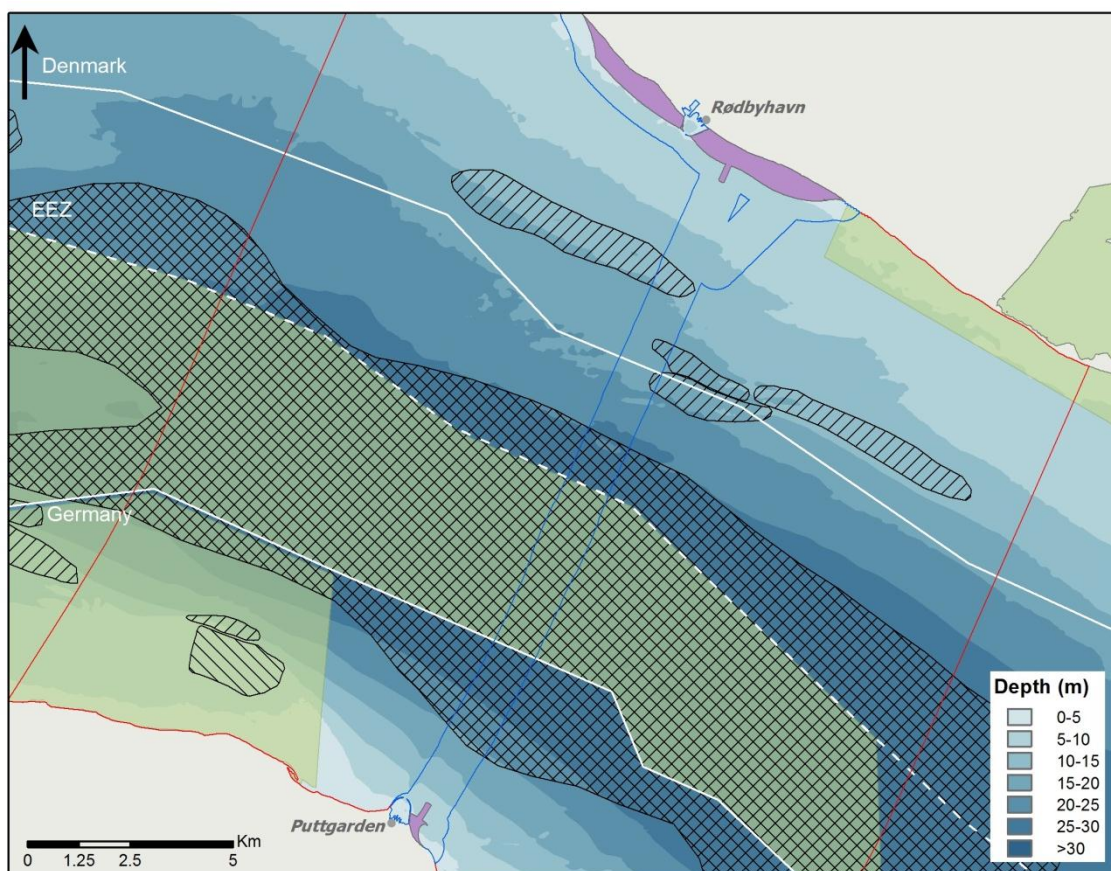 Denmark
Rødbyhavn
EEZ
Germany
Puttgarden
Km
0 1.25 2.5 5
Depth (m)
0-5
5-10
10-15
15-20
20-25
25-30
>30